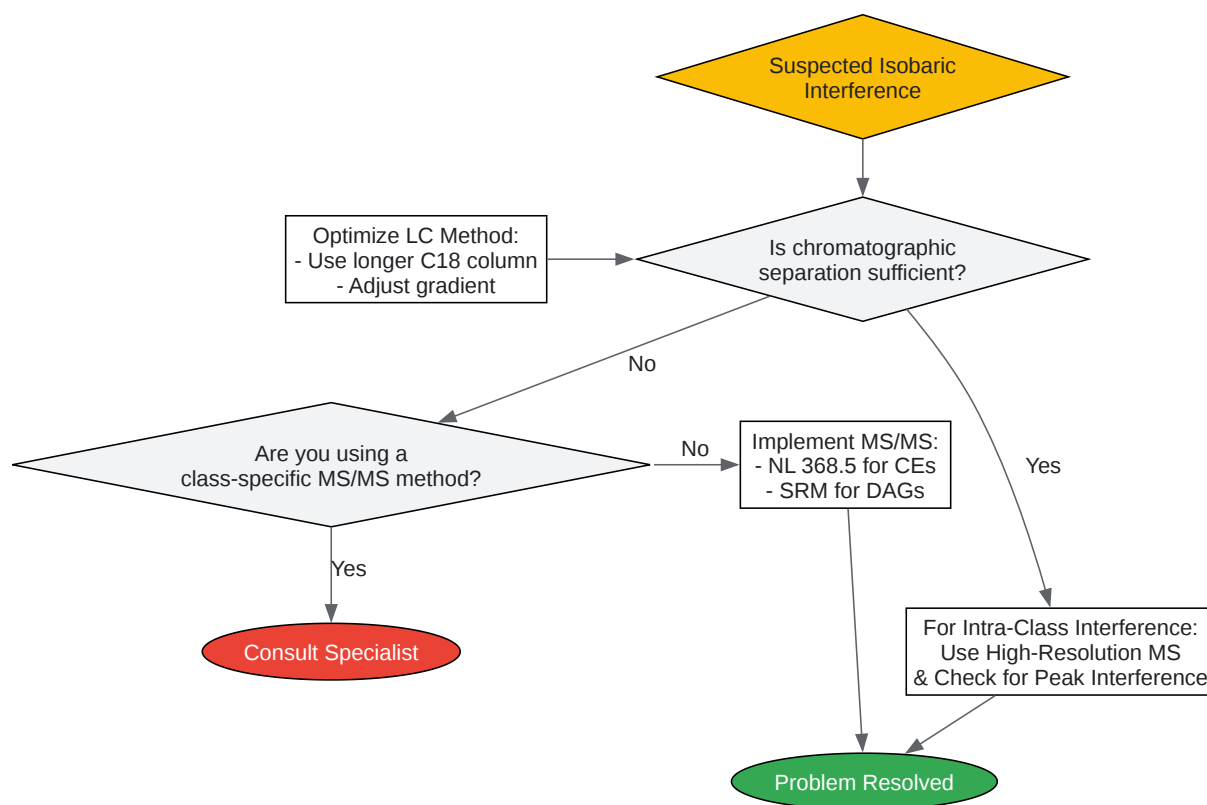 Suspected Isobaric
Interference
Optimize LC Method:
- Use longer C18 column
- Adjust gradient
Is chromatographic
separation sufficient?
No
Are you using a
class-specific MS/MS method?
No
Implement MS/MS:
- NL 368.5 for CEs
- SRM for DAGs
Yes
Yes
Consult Specialist
For Intra-Class Interference:
Use High-Resolution MS
& Check for Peak Interference
Problem Resolved